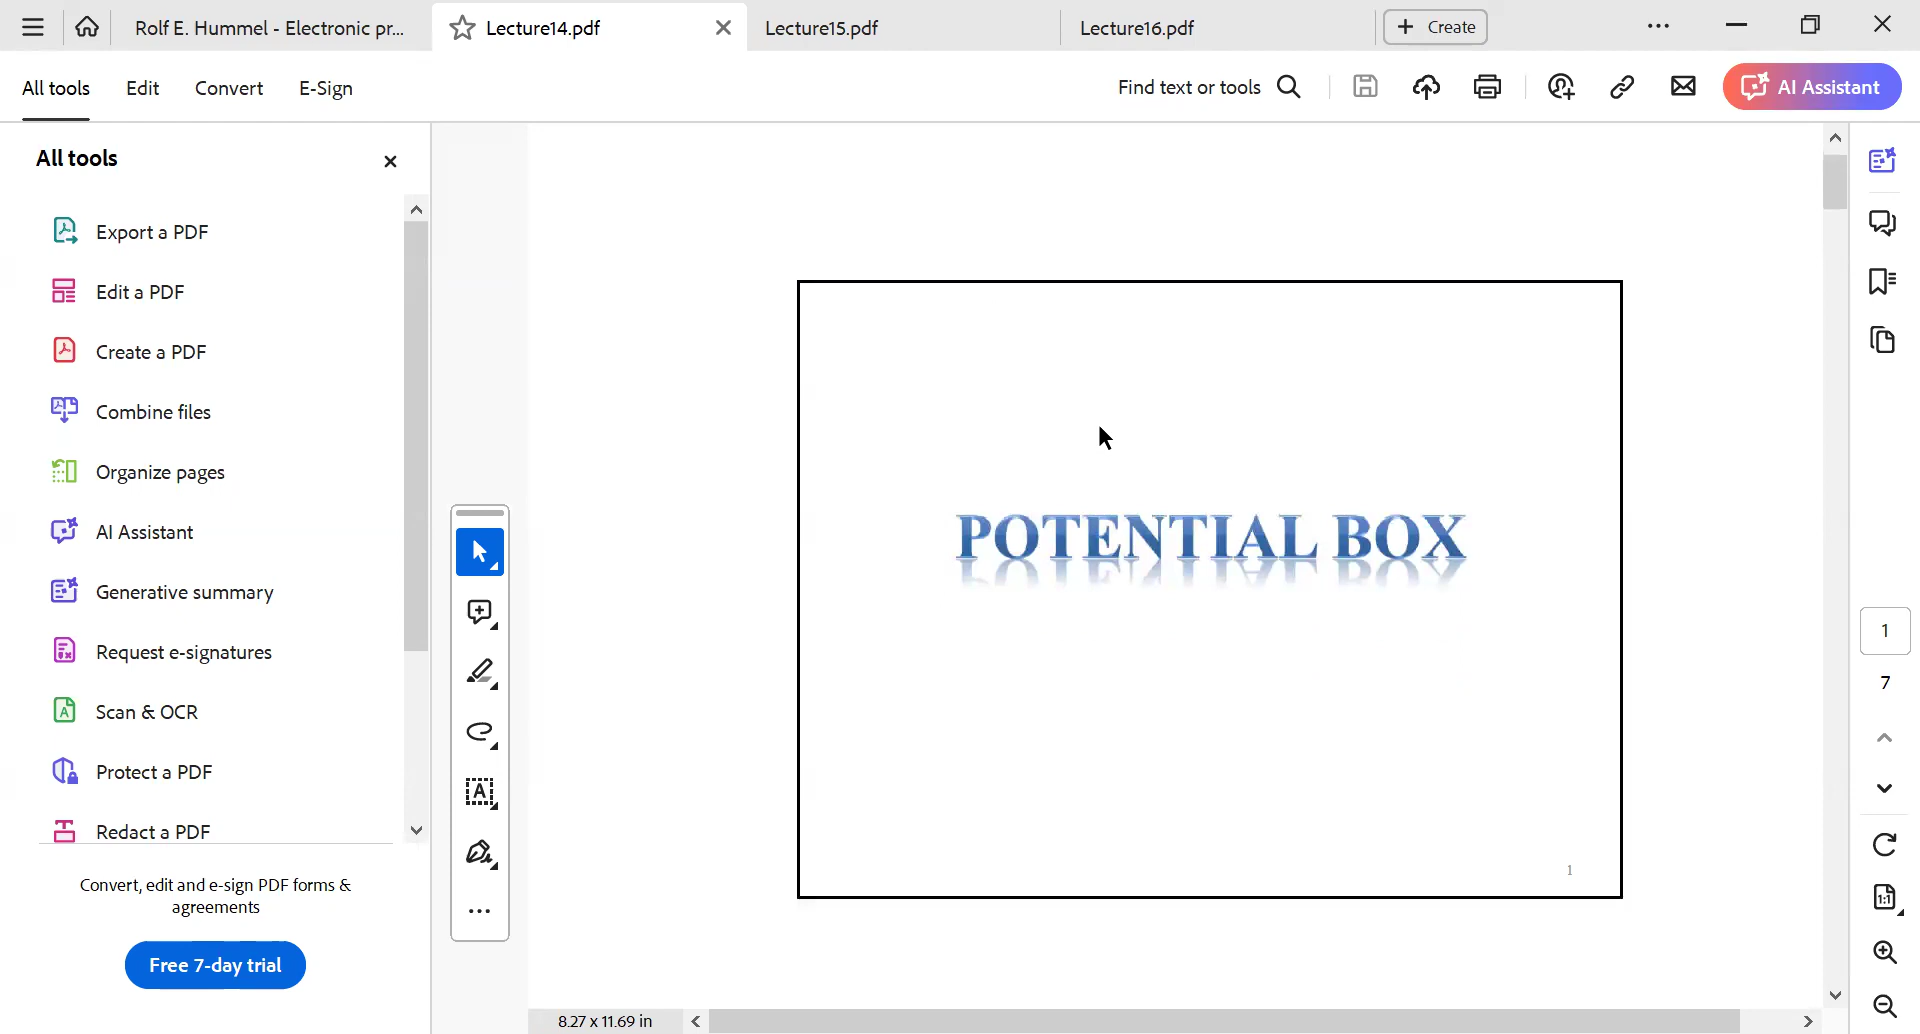 Rolf E. Hummel - Electronic pr...
Lecture14.pdf
Lecture15.pdf
Lecture16.pdf
Create
All tools
Edit
Convert
E-Sign
Find text or tools
AI Assistant
All tools
Export a PDF
Edit a PDF
Create a PDF
Combine files
Organize pages
AI Assistant
Generative summary
Request e-signatures
Scan & OCR
Protect a PDF
Redact a PDF
Convert, edit and e-sign PDF forms &
agreements
Free 7-day trial
POTENTIAL BOX
1
8.27 x 11.69 in
1
7
1:1